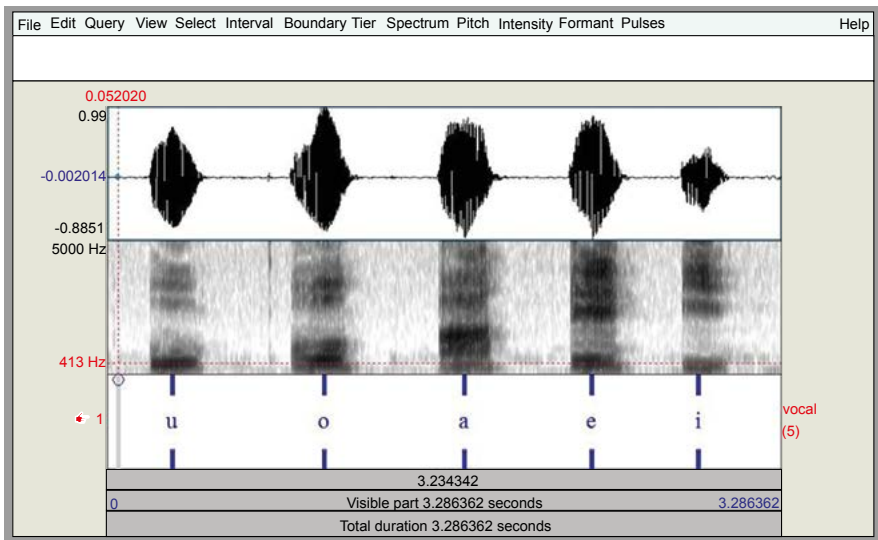 File Edit Query View Select Interval Boundary Tier Spectrum Pitch Intensity Formant Pulses Help
0.052020
0.99
-0.002014
-0.8851
5000 Hz
413 Hz
1 u o a e i vocal
(5)
3.234342
0 Visible part 3.286362 seconds 3.286362
Total duration 3.286362 seconds